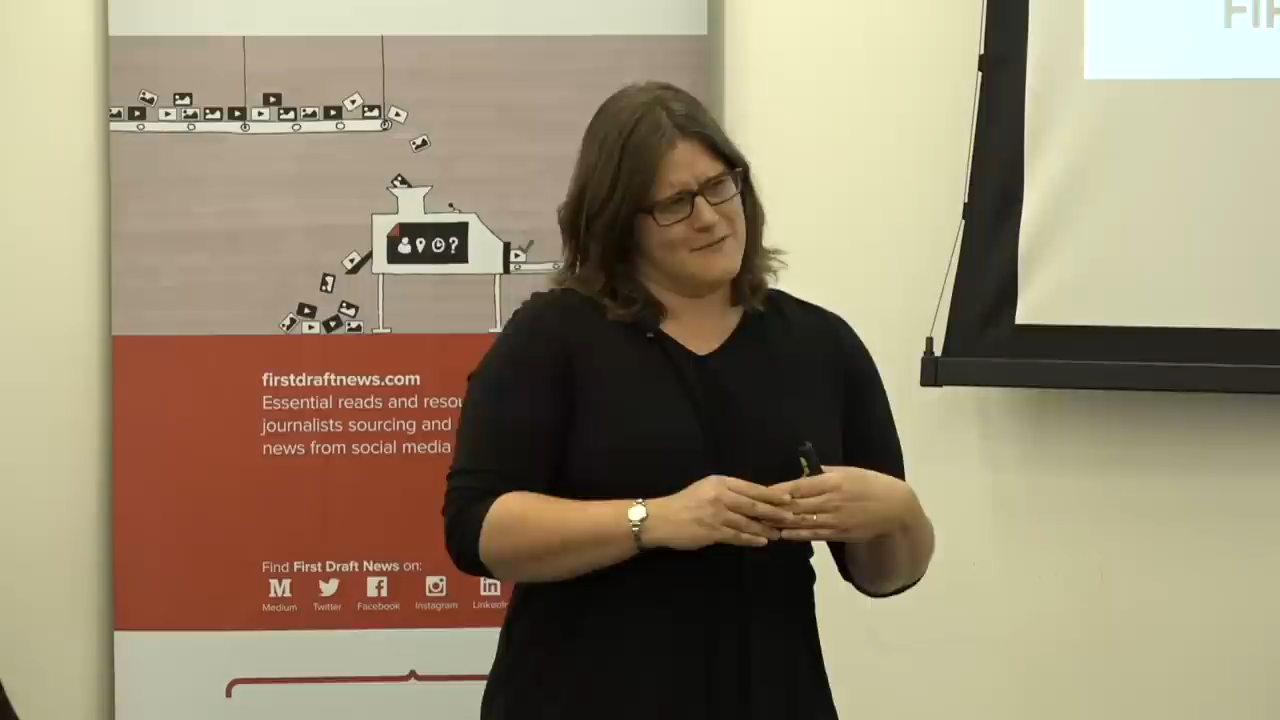 firstdraftnews.com
Essential reads and
journalists sourcing and
news from social media
Find First Draft News on:
Medium Twitter Facebook Instagram